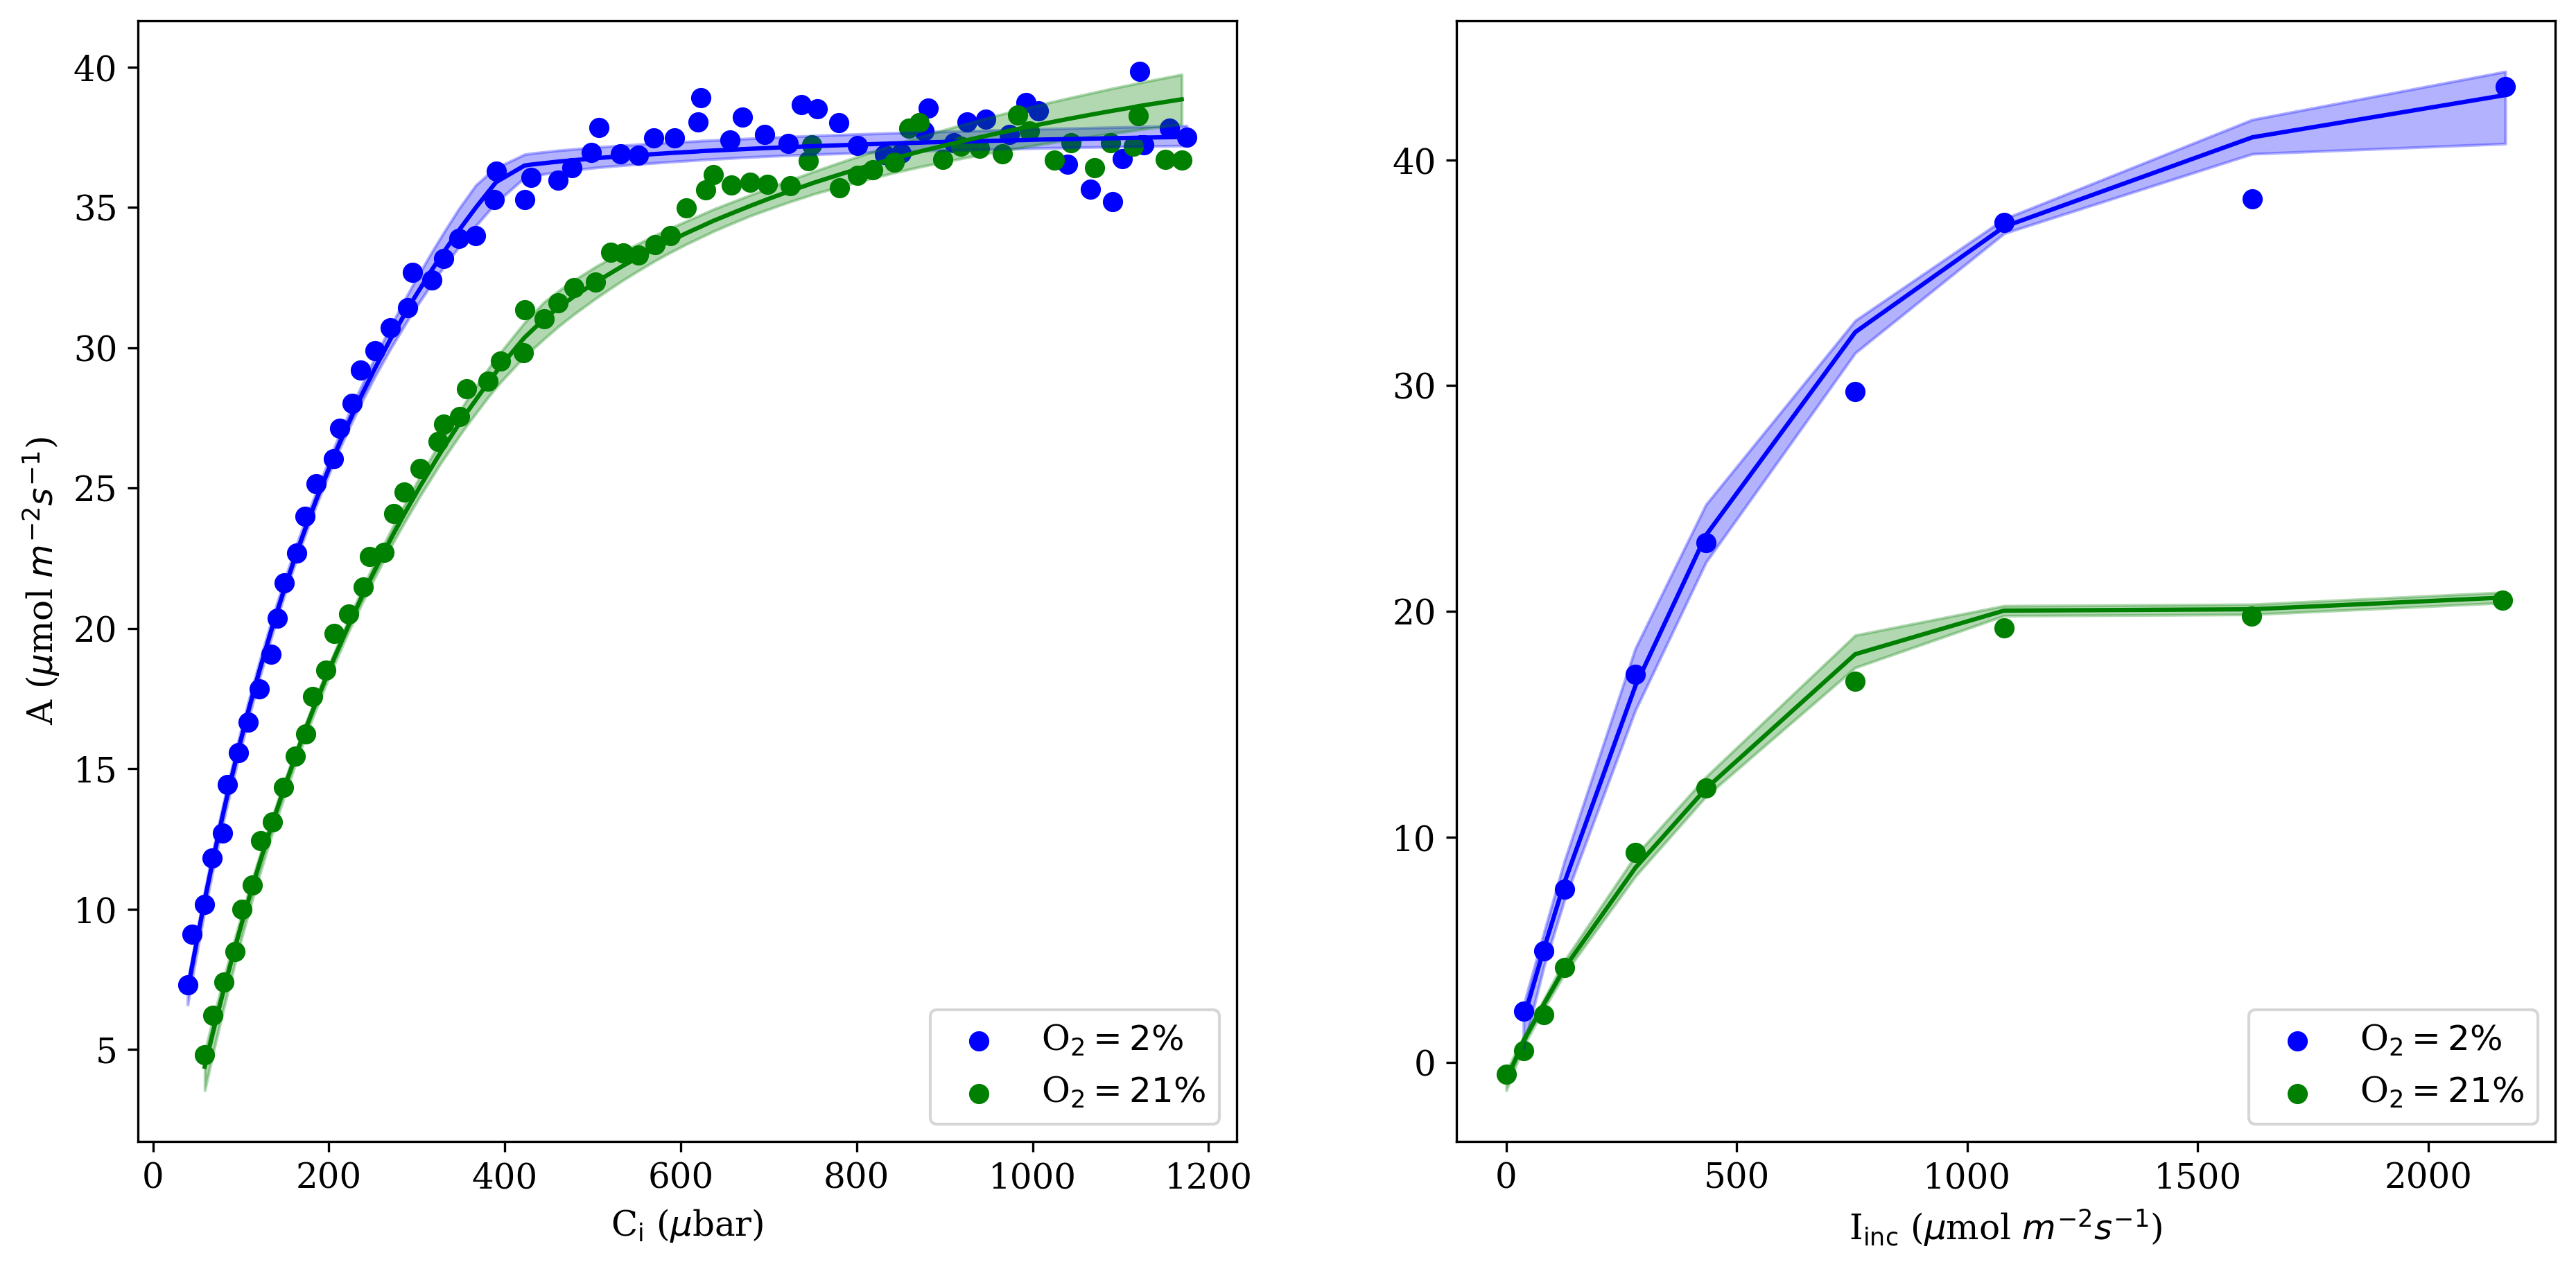 40
35
30
25
20
15
10
5
A (μmol m⁻²s⁻¹)
0 200 400 600 800 1000 1200
C_i (μbar)
O₂ = 2%
O₂ = 21%
40
30
20
10
0
0 500 1000 1500 2000
I_inc (μmol m⁻²s⁻¹)
O₂ = 2%
O₂ = 21%